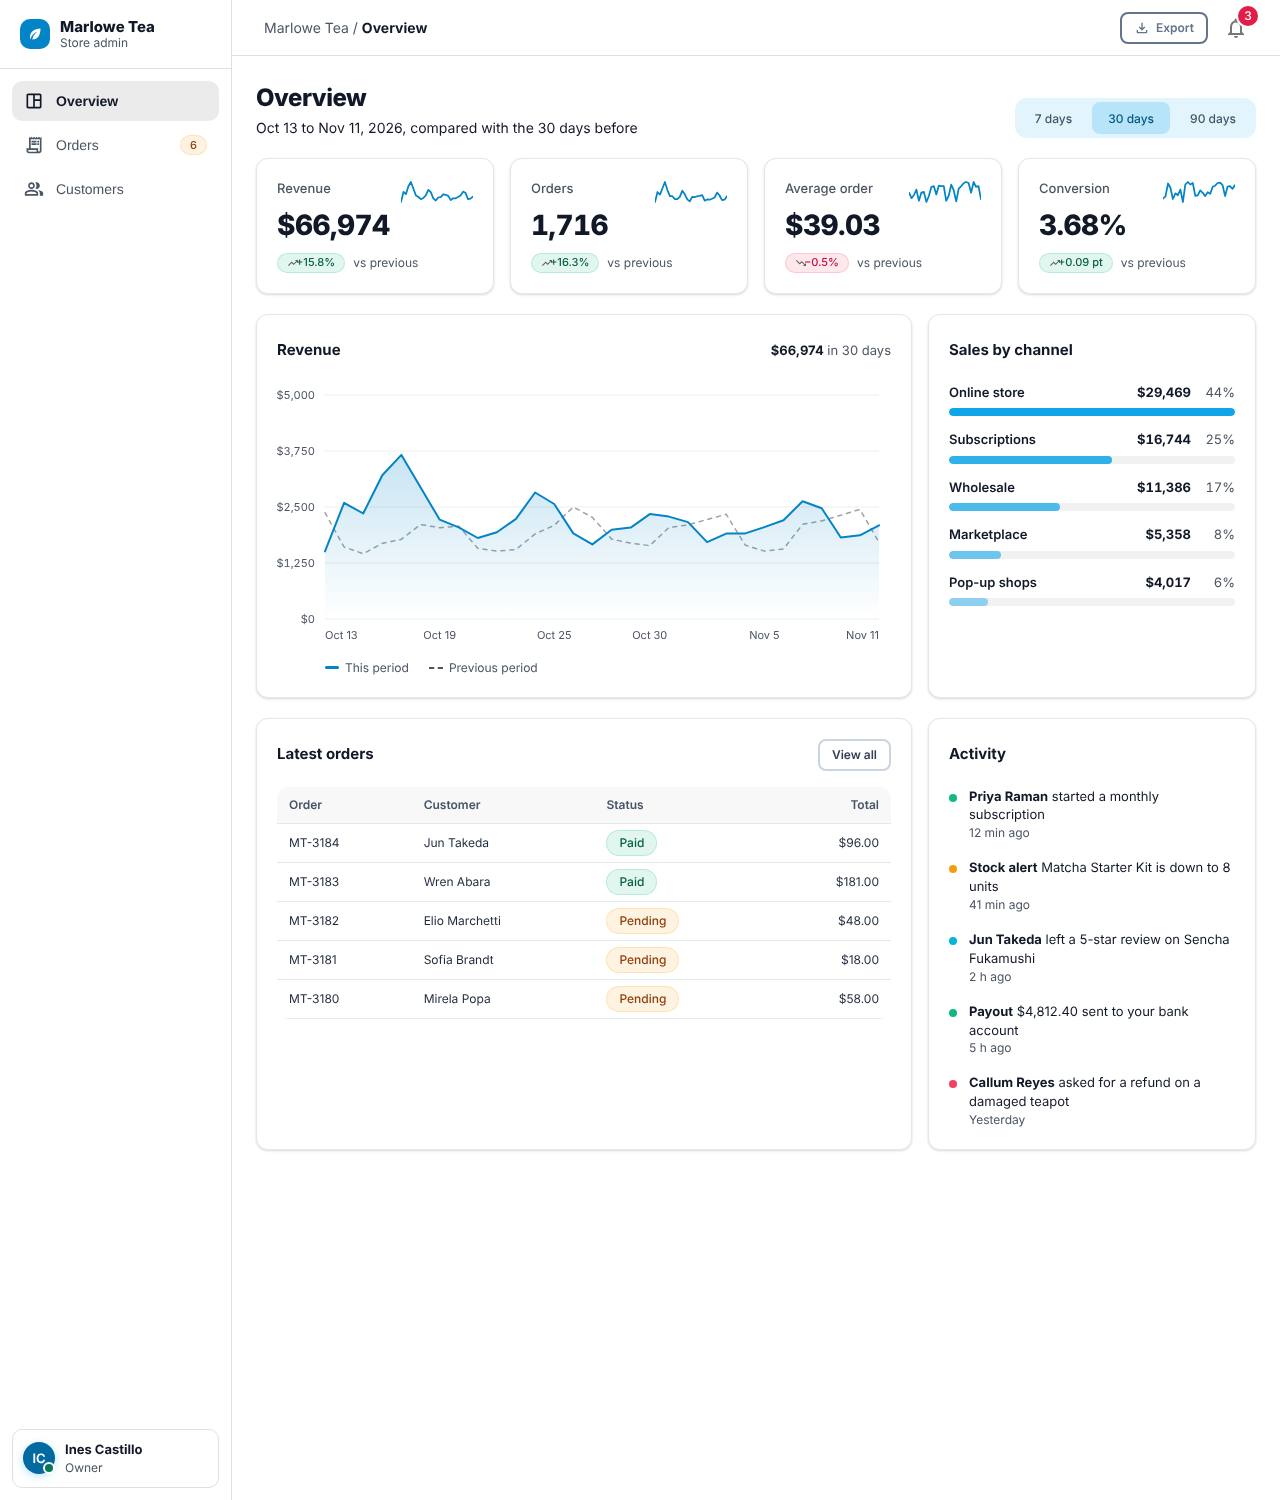 Marlowe Tea
Store admin
Overview
Orders
6
Customers
Ines Castillo
IC
Owner
Marlowe Tea / Overview
Export
3
Overview
Oct 13 to Nov 11, 2026, compared with the 30 days before
7 days
30 days
90 days
Revenue
$66,974
+15.8% vs previous
Orders
1,716
+16.3% vs previous
Average order
$39.03
−0.5% vs previous
Conversion
3.68%
+0.09 pt vs previous
Revenue
$66,974 in 30 days
$5,000
$3,750
$2,500
$1,250
$0
Oct 13
Oct 19
Oct 25
Oct 30
Nov 5
Nov 11
This period
Previous period
Sales by channel
Online store $29,469 44%
Subscriptions $16,744 25%
Wholesale $11,386 17%
Marketplace $5,358 8%
Pop-up shops $4,017 6%
Latest orders
View all
Order Customer Status Total
MT-3184 Jun Takeda Paid $96.00
MT-3183 Wren Abara Paid $181.00
MT-3182 Elio Marchetti Pending $48.00
MT-3181 Sofia Brandt Pending $18.00
MT-3180 Mirela Popa Pending $58.00
Activity
Priya Raman started a monthly
subscription
12 min ago
Stock alert Matcha Starter Kit is down to 8
units
41 min ago
Jun Takeda left a 5-star review on Sencha
Fukamushi
2 h ago
Payout $4,812.40 sent to your bank
account
5 h ago
Callum Reyes asked for a refund on a
damaged teapot
Yesterday